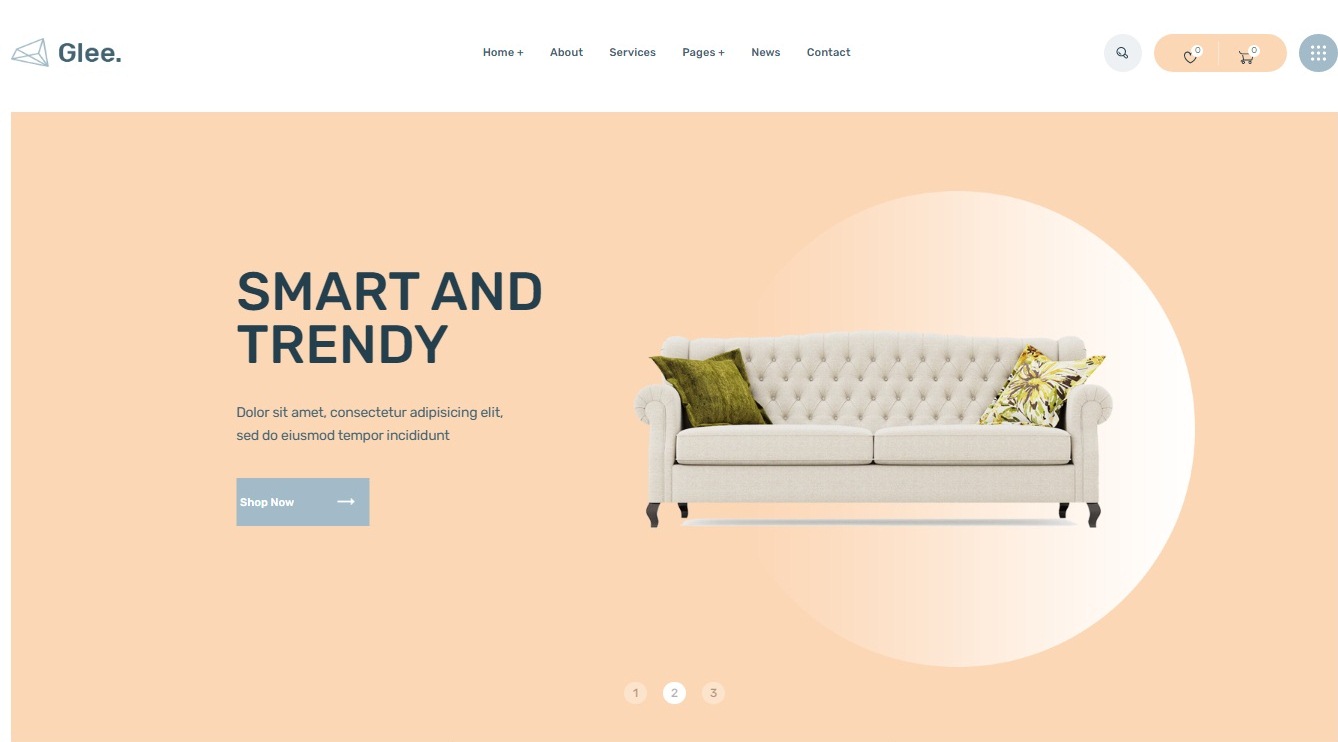 Glee.
Home +
About
Services
Pages +
News
Contact
0
0
SMART AND
TRENDY
Dolor sit amet, consectetur adipisicing elit,
sed do eiusmod tempor incididunt
Shop Now
1
2
3